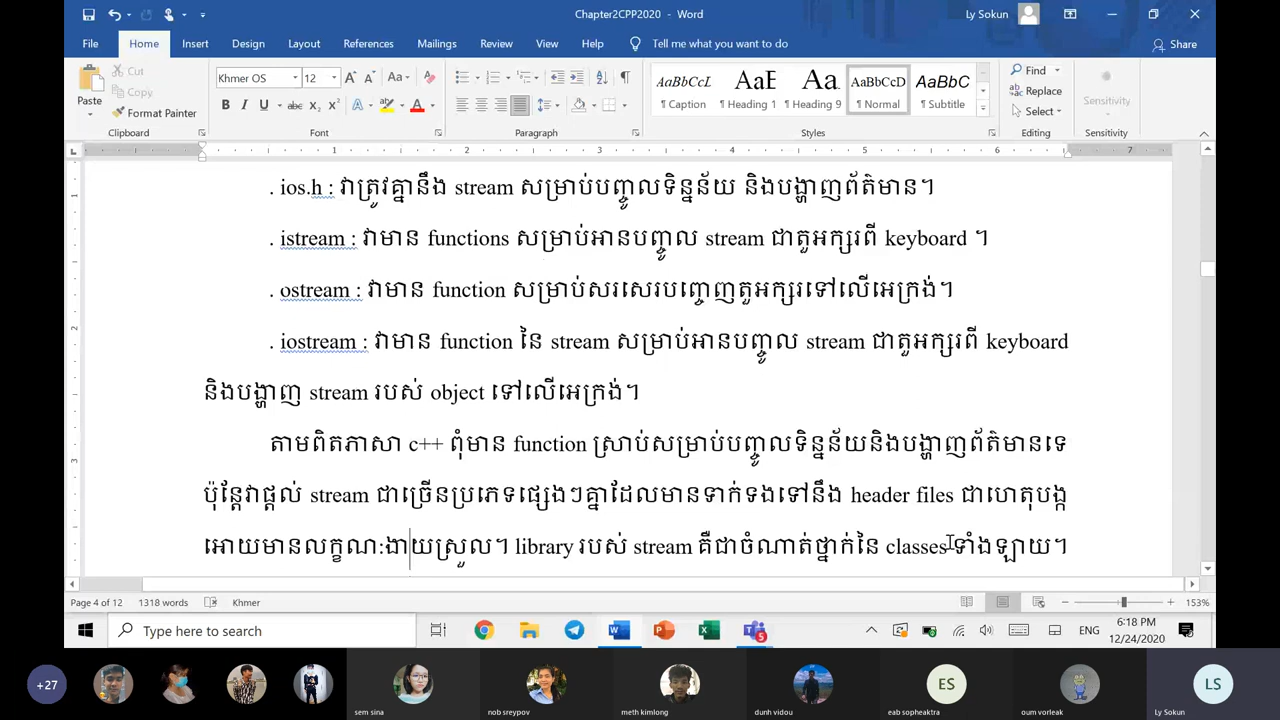 Chapter2CPP2020 - Word
Ly Sokun
File Home Insert Design Layout References Mailings Review View Help Tell me what you want to do Share
Paste
Cut
Copy
Format Painter
Khmer OS 12
AaBbCcL AaE Aa AaBbCcD AaBbC
¶ Caption ¶ Heading 1 ¶ Heading 9 ¶ Normal ¶ Subtitle
Find
Replace
Select
Sensitivity
Clipboard Font Paragraph Styles Editing Sensitivity
. ios.h : វាត្រូវគ្នានឹង stream សម្រាប់បញ្ចូលទិន្នន័យ និងបង្ហាញព័ត៌មាន។
. istream : វាមាន functions សម្រាប់អានបញ្ចូល stream ជាតួអក្សរពី keyboard ។
. ostream : វាមាន function សម្រាប់សរសេរបញ្ចេញតួអក្សរទៅលើអេក្រង់។
. iostream : វាមាន function នៃ stream សម្រាប់អានបញ្ចូល stream ជាតួអក្សរពី keyboard
និងបង្ហាញ stream របស់ object ទៅលើអេក្រង់។
តាមពិតភាសា c++ ពុំមាន function ស្រាប់សម្រាប់បញ្ចូលទិន្នន័យនិងបង្ហាញព័ត៌មានទេ
ប៉ុន្តែវាផ្តល់ stream ជាច្រើនប្រភេទផ្សេងៗគ្នាដែលមានទាក់ទងទៅនឹង header files ជាហេតុបង្ក
អោយមានលក្ខណ:ងាយស្រួល។ library របស់ stream គឺជាចំណាត់ថ្នាក់នៃ classes ទាំងឡាយ។
Page 4 of 12 1318 words Khmer 153%
Type here to search
ENG
6:18 PM
12/24/2020
+27
sem sina
nob sreypov
meth kimlong
dunh vidou
ES
eab sopheaktra
oum vorleak
LS
Ly Sokun